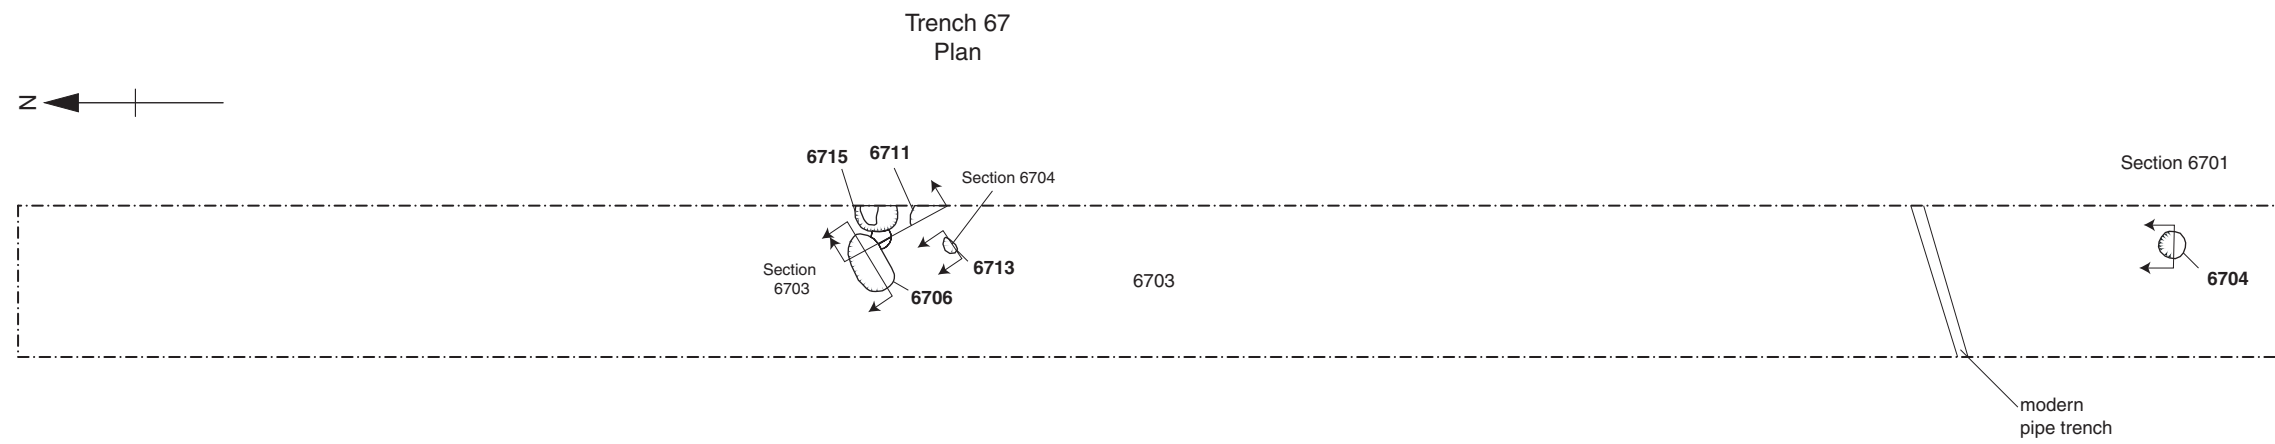 Trench 67
Plan
N
6715
6711
Section 6704
Section 6701
Section
6703
6713
6706
6703
6704
modern
pipe trench